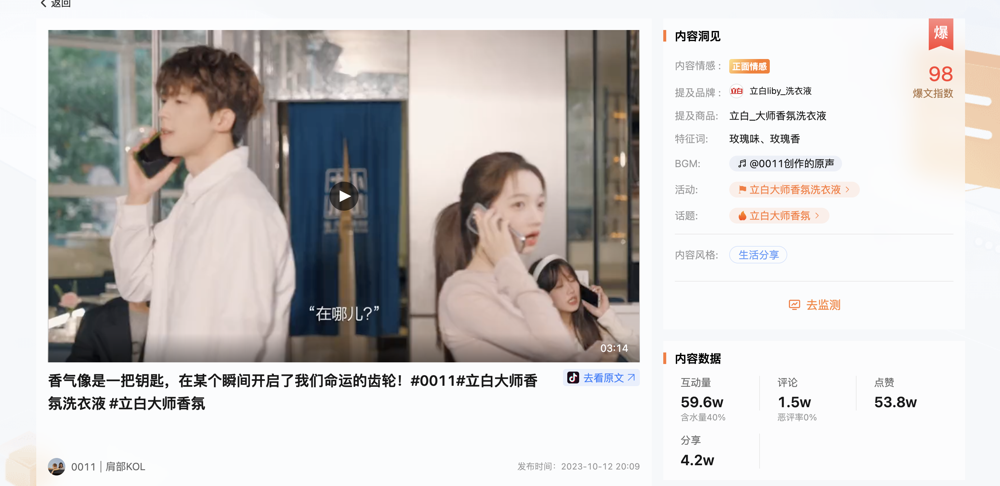 返回
“在哪儿？”
03:14
香气像是一把钥匙，在某个瞬间开启了我们命运的齿轮！#0011#立白大师香
氛洗衣液 #立白大师香氛
去看原文
0011 | 肩部KOL
发布时间：2023-10-12 20:09
内容洞见
爆
98
爆文指数
内容情感： 正面情感
提及品牌： 立白 立白liby_洗衣液
提及商品: 立白_大师香氛洗衣液
特征词: 玫瑰味、玫瑰香
BGM: @0011创作的原声
活动: 立白大师香氛洗衣液
话题: 立白大师香氛
内容风格: 生活分享
去监测
内容数据
互动量 评论 点赞
59.6w 1.5w 53.8w
含水量40% 恶评率0%
分享
4.2w